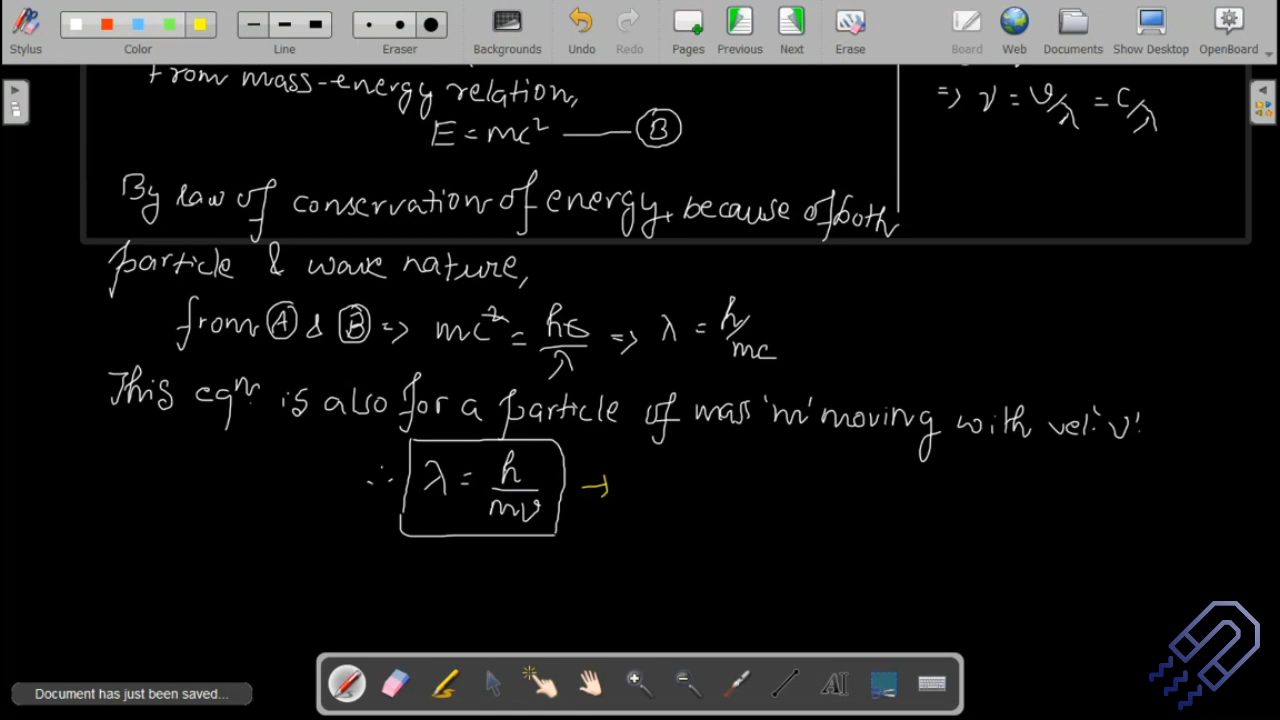 Stylus Color Line Eraser Backgrounds Undo Redo Pages Previous Next Erase Board Web Documents Show Desktop OpenBoard
From mass-energy relation,
E = mc² —— Ⓑ
⇒ ν = v/λ = c/λ
By law of conservation of energy, because of both
particle & wave nature,
from Ⓐ & Ⓑ ⇒ mc² = hc/λ ⇒ λ = h/mc
This eqn. is also for a particle of mass 'm' moving with vel. 'v'.
∴ λ = h/mv →
Document has just been saved...